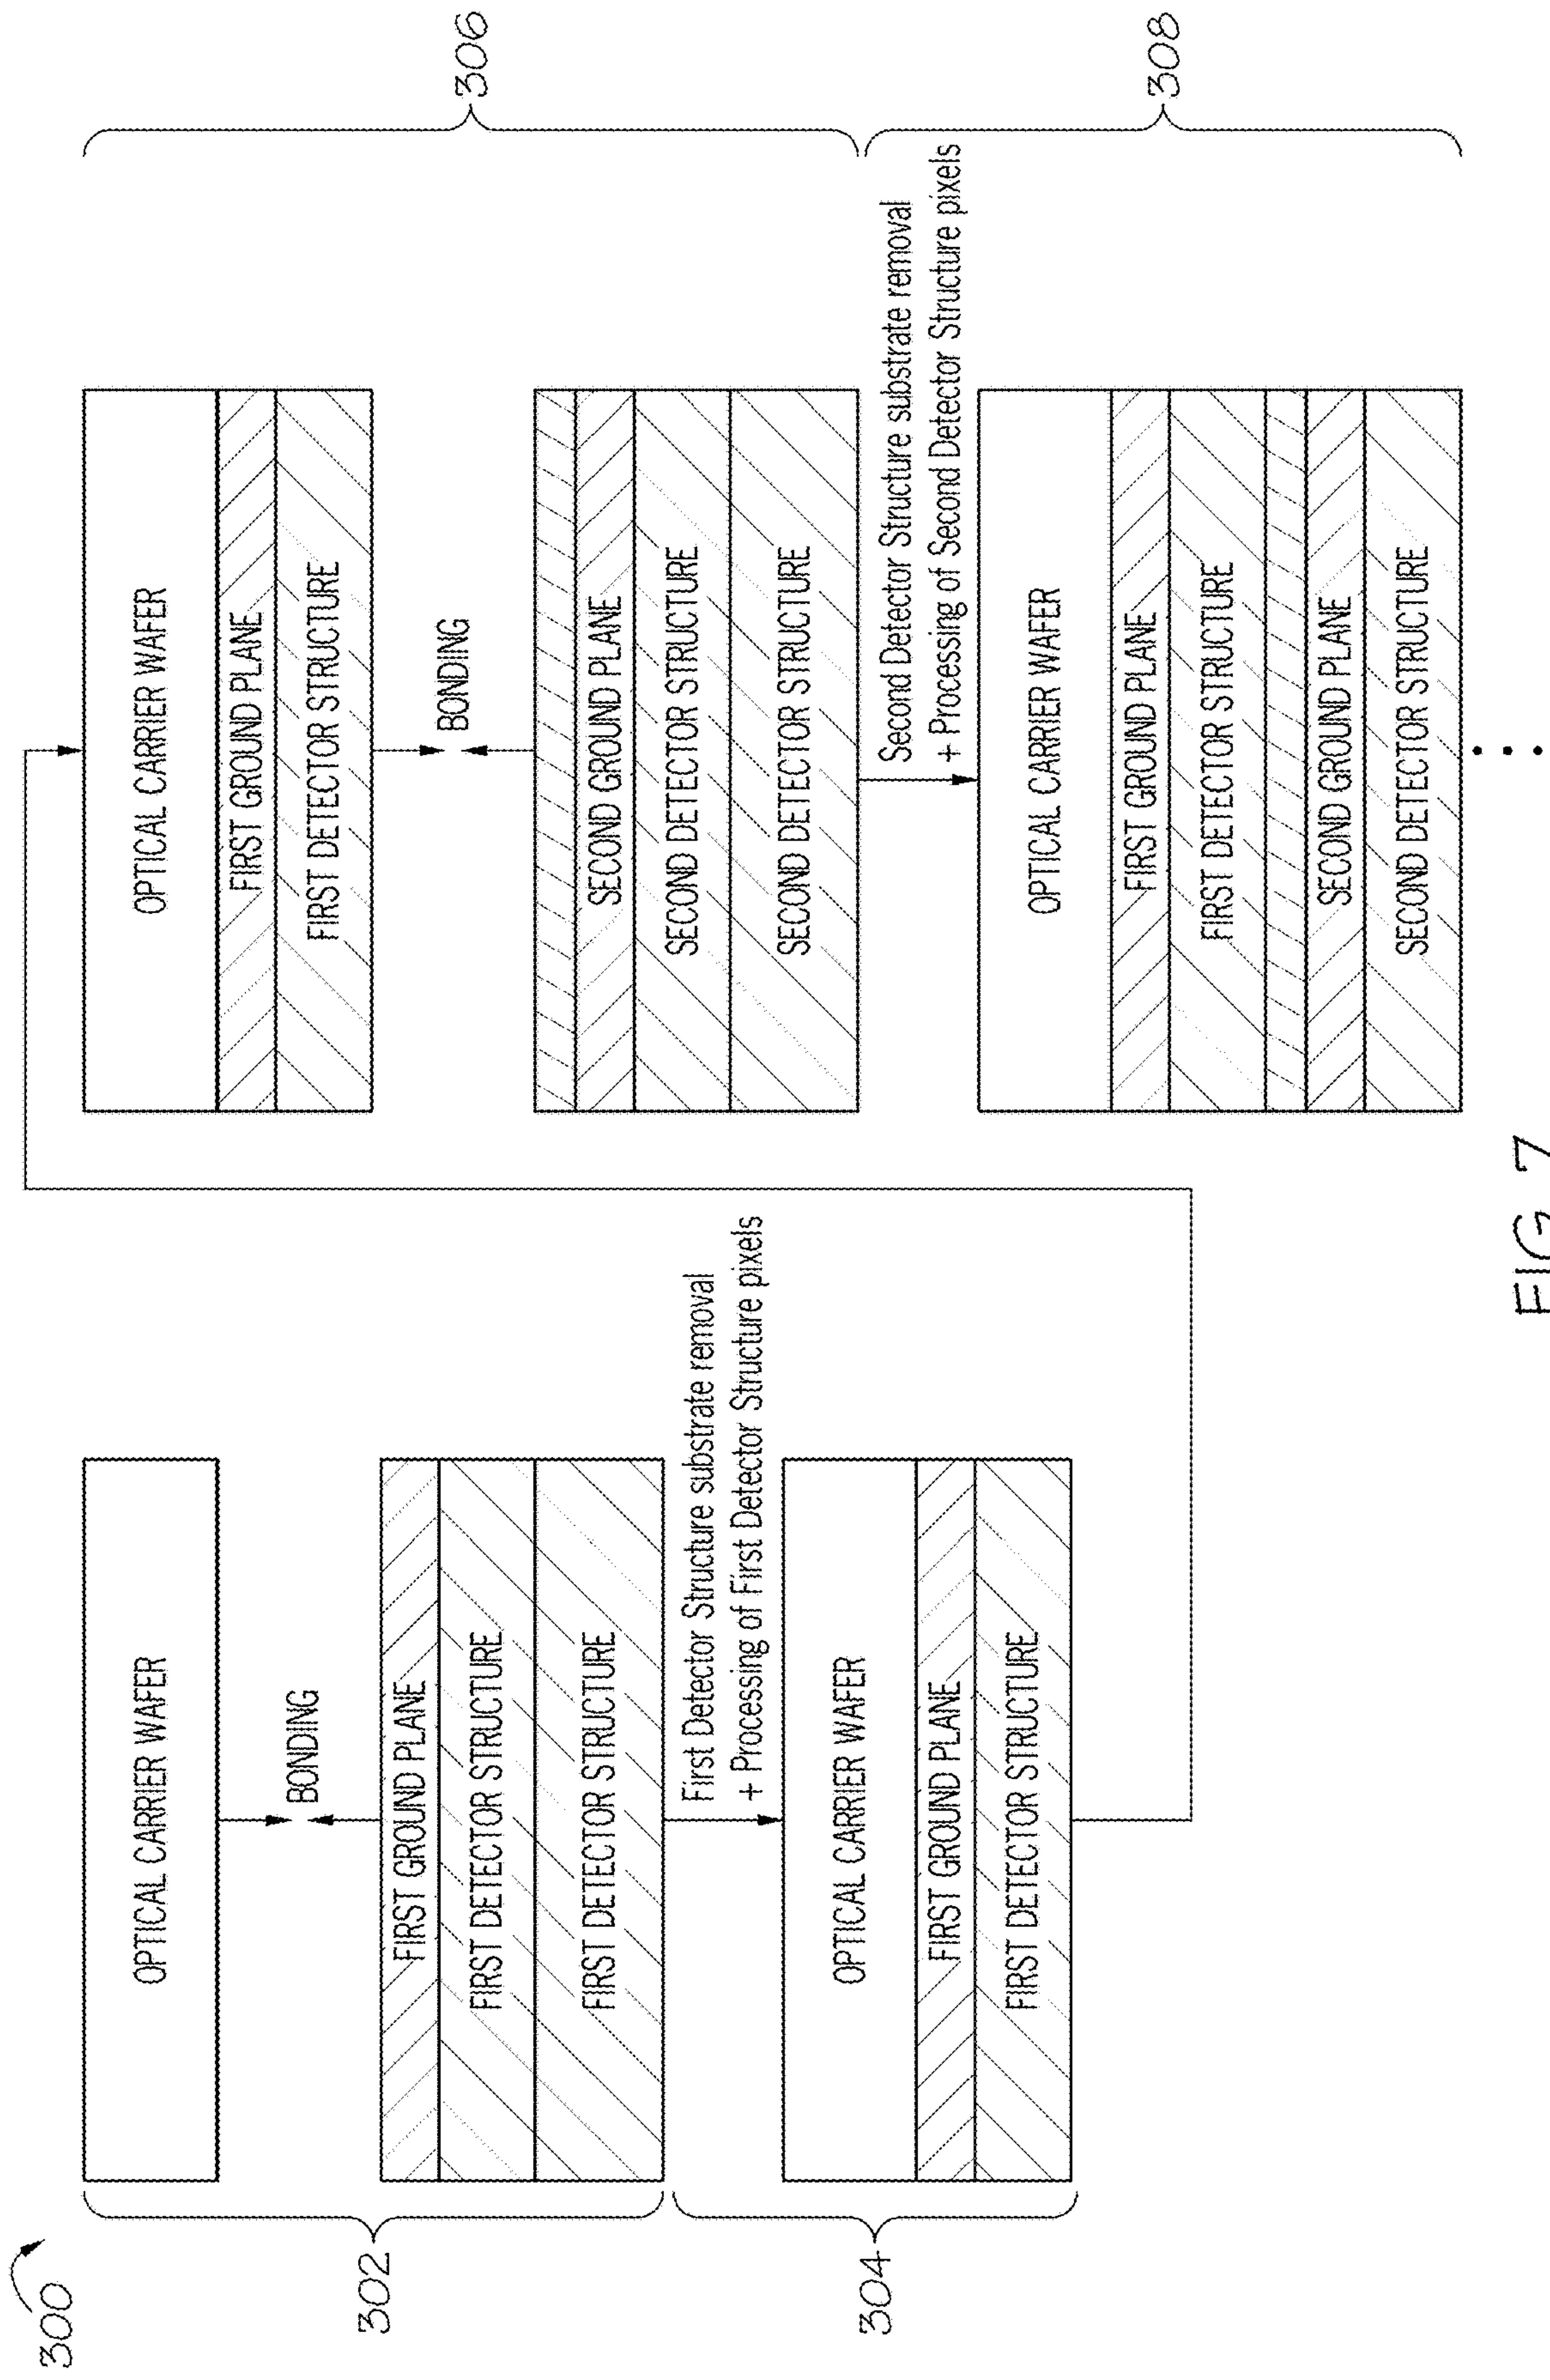 300
302
OPTICAL CARRIER WAFER
BONDING
FIRST GROUND PLANE
FIRST DETECTOR STRUCTURE
FIRST DETECTOR STRUCTURE
First Detector Structure substrate removal
+ Processing of First Detector Structure pixels
304
OPTICAL CARRIER WAFER
FIRST GROUND PLANE
FIRST DETECTOR STRUCTURE
306
OPTICAL CARRIER WAFER
FIRST GROUND PLANE
FIRST DETECTOR STRUCTURE
BONDING
SECOND GROUND PLANE
SECOND DETECTOR STRUCTURE
SECOND DETECTOR STRUCTURE
Second Detector Structure substrate removal
+ Processing of Second Detector Structure pixels
308
OPTICAL CARRIER WAFER
FIRST GROUND PLANE
FIRST DETECTOR STRUCTURE
SECOND GROUND PLANE
SECOND DETECTOR STRUCTURE
FIG 7